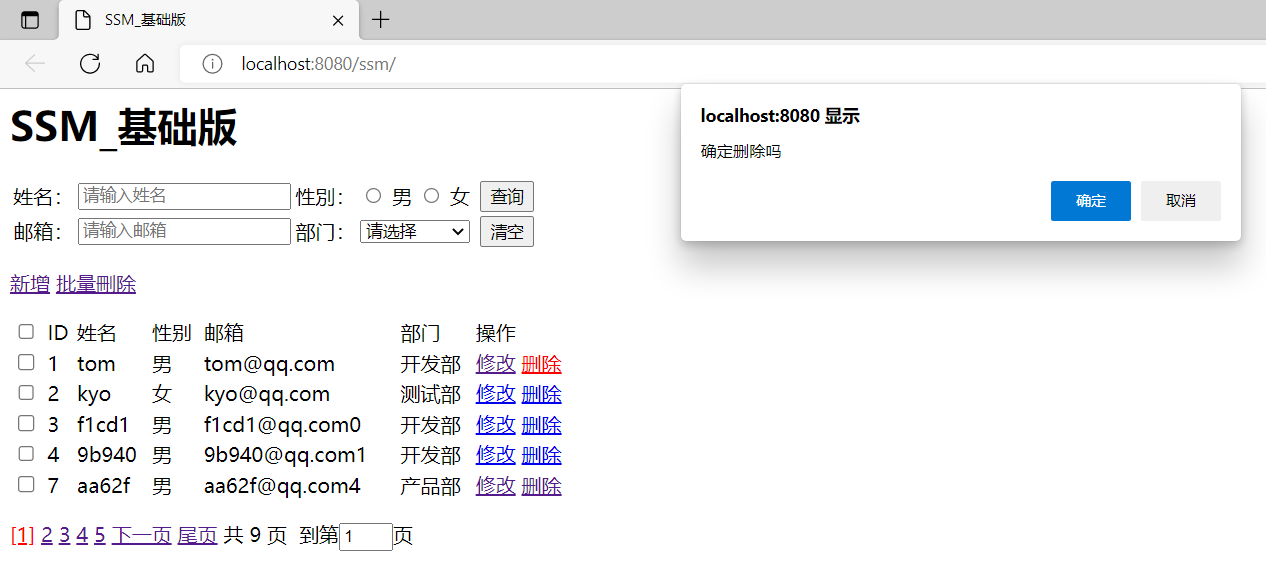 SSM_基础版
localhost:8080/ssm/
localhost:8080 显示
确定删除吗
确定 取消
SSM_基础版
姓名： 请输入姓名 性别： 男 女 查询
邮箱： 请输入邮箱 部门： 请选择 清空
新增 批量删除
ID 姓名 性别 邮箱 部门 操作
1 tom 男 tom@qq.com 开发部 修改 删除
2 kyo 女 kyo@qq.com 测试部 修改 删除
3 f1cd1 男 f1cd1@qq.com0 开发部 修改 删除
4 9b940 男 9b940@qq.com1 开发部 修改 删除
7 aa62f 男 aa62f@qq.com4 产品部 修改 删除
[1] 2 3 4 5 下一页 尾页 共 9 页 到第 1 页